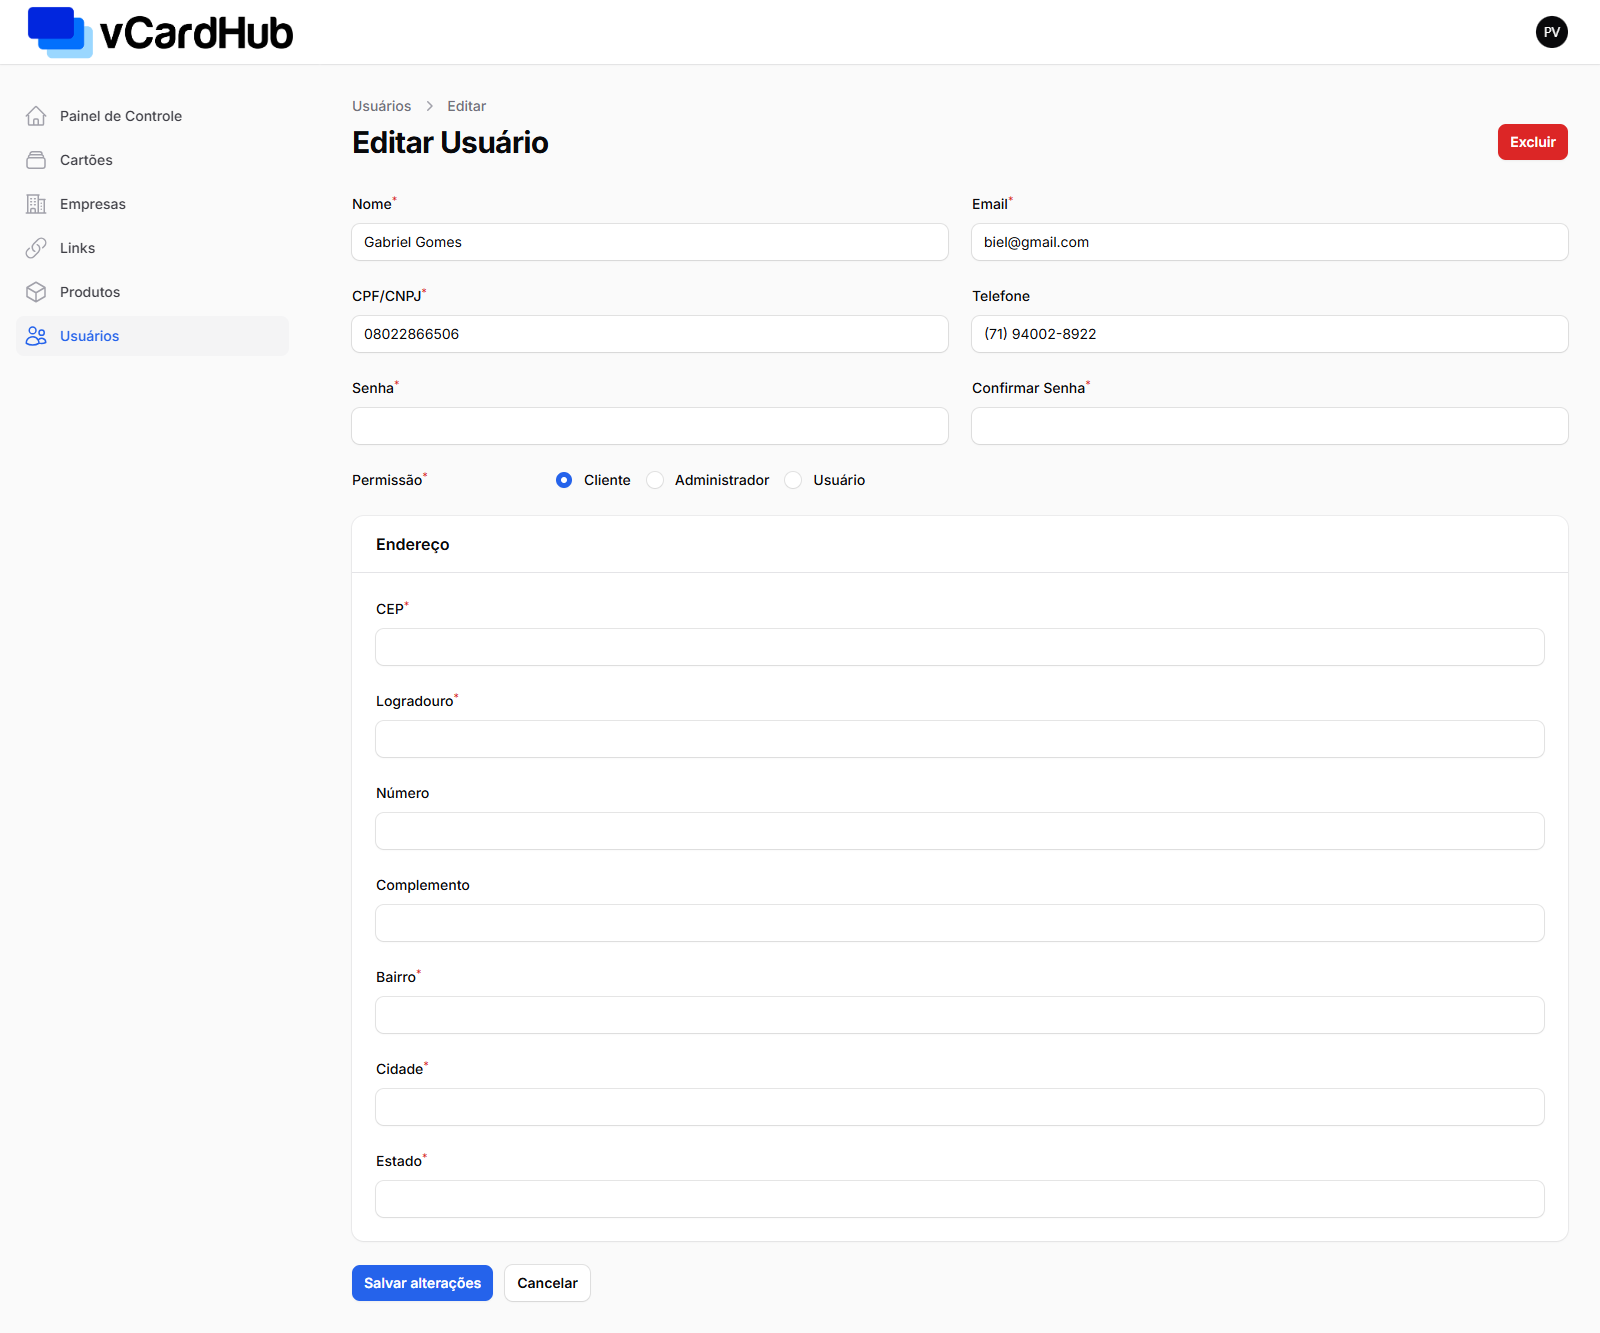 vCardHub
PV
Painel de Controle
Cartões
Empresas
Links
Produtos
Usuários
Usuários > Editar
Editar Usuário
Excluir
Nome*
Email*
Gabriel Gomes
biel@gmail.com
CPF/CNPJ*
Telefone
08022866506
(71) 94002-8922
Senha*
Confirmar Senha*
Permissão*
Cliente
Administrador
Usuário
Endereço
CEP*
Logradouro*
Número
Complemento
Bairro*
Cidade*
Estado*
Salvar alterações
Cancelar